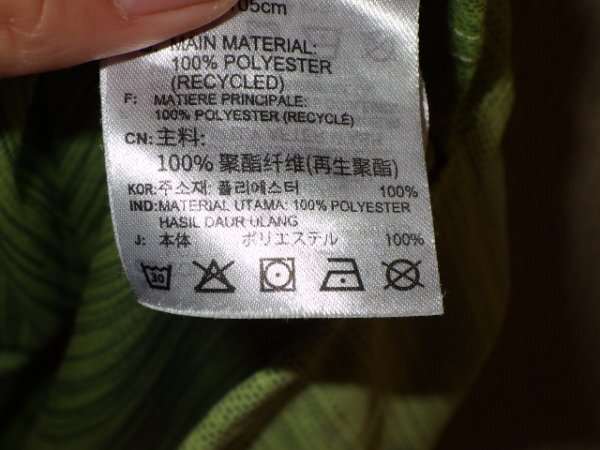 05cm
MAIN MATERIAL:
100% POLYESTER
(RECYCLED)
F: MATIERE PRINCIPALE:
100% POLYESTER (RECYCLÉ)
CN: 主料:
100% 聚酯纤维(再生聚酯)
KOR: 주소재: 폴리에스터 100%
IND: MATERIAL UTAMA: 100% POLYESTER
HASIL DAUR ULANG
J: 本体 ポリエステル 100%
30